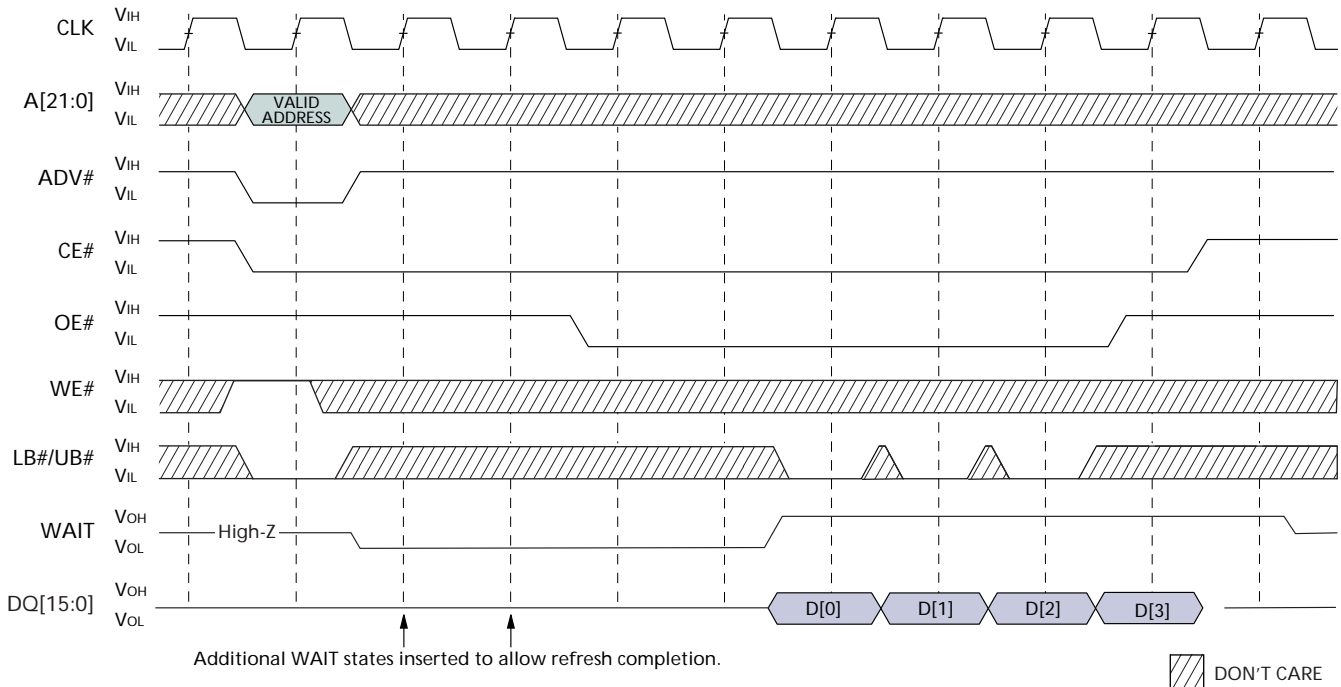 CLK VIH
VIL
A[21:0] VIH
VIL
VALID
ADDRESS
ADV# VIH
VIL
CE# VIH
VIL
OE# VIH
VIL
WE# VIH
VIL
LB#/UB# VIH
VIL
WAIT VOH
VOL
High-Z
DQ[15:0] VOH
VOL
D[0] D[1] D[2] D[3]
Additional WAIT states inserted to allow refresh completion.
DON'T CARE